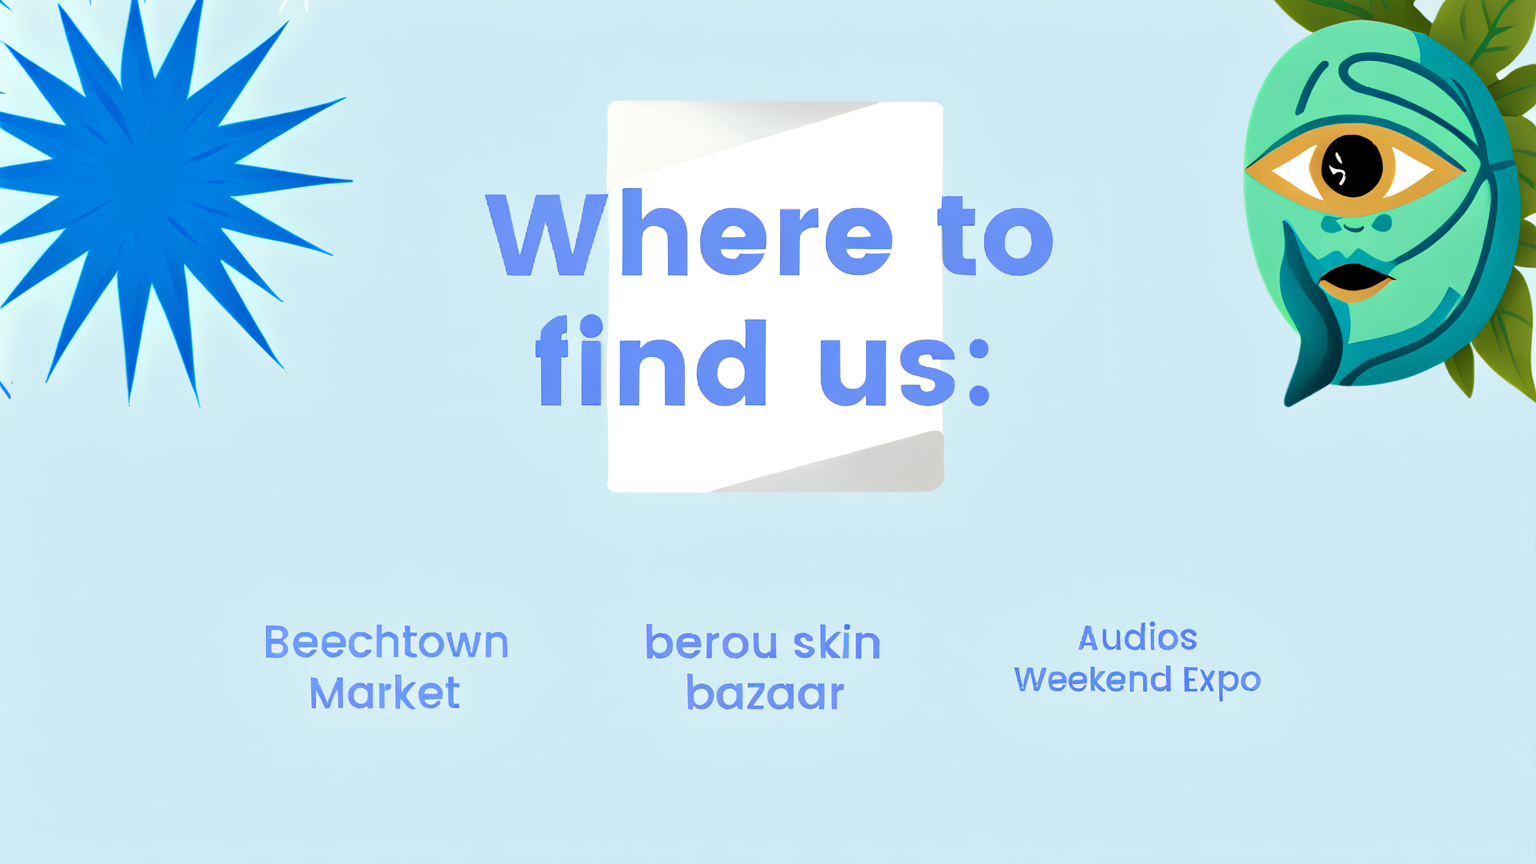 Where to
find us:
Beechtown
Market
berou skin
bazaar
Audios
Weekend Expo